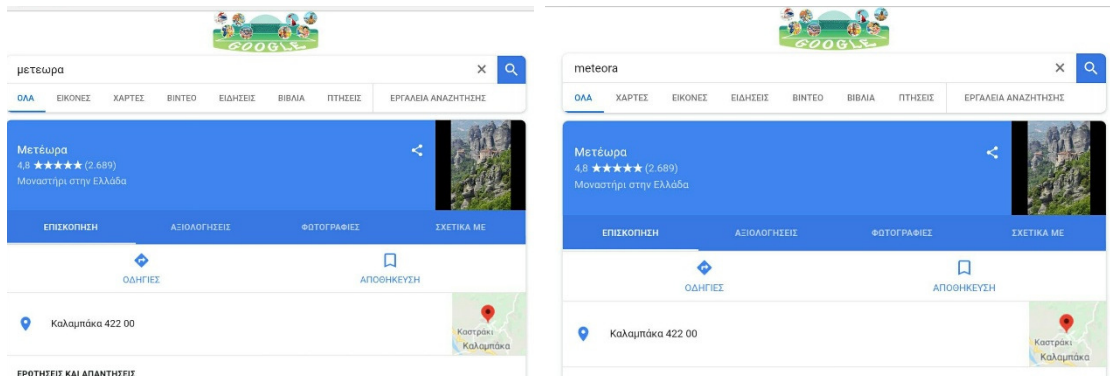 GOOGLE
μετεωρα
ΟΛΑ ΕΙΚΟΝΕΣ ΧΑΡΤΕΣ ΒΙΝΤΕΟ ΕΙΔΗΣΕΙΣ ΒΙΒΛΙΑ ΠΤΗΣΕΙΣ ΕΡΓΑΛΕΙΑ ΑΝΑΖΗΤΗΣΗΣ
Μετέωρα
4,8 ★★★★★ (2.689)
Μοναστήρι στην Ελλάδα
ΕΠΙΣΚΟΠΗΣΗ ΑΞΙΟΛΟΓΗΣΕΙΣ ΦΩΤΟΓΡΑΦΙΕΣ ΣΧΕΤΙΚΑ ΜΕ
ΟΔΗΓΙΕΣ ΑΠΟΘΗΚΕΥΣΗ
Καλαμπάκα 422 00
Καστράκι
Καλαμπάκα
ΕΡΩΤΗΣΕΙΣ ΚΑΙ ΑΠΑΝΤΗΣΕΙΣ
GOOGLE
meteora
ΟΛΑ ΧΑΡΤΕΣ ΕΙΚΟΝΕΣ ΕΙΔΗΣΕΙΣ ΒΙΝΤΕΟ ΒΙΒΛΙΑ ΠΤΗΣΕΙΣ ΕΡΓΑΛΕΙΑ ΑΝΑΖΗΤΗΣΗΣ
Μετέωρα
4,8 ★★★★★ (2.689)
Μοναστήρι στην Ελλάδα
ΕΠΙΣΚΟΠΗΣΗ ΑΞΙΟΛΟΓΗΣΕΙΣ ΦΩΤΟΓΡΑΦΙΕΣ ΣΧΕΤΙΚΑ ΜΕ
ΟΔΗΓΙΕΣ ΑΠΟΘΗΚΕΥΣΗ
Καλαμπάκα 422 00
Καστράκι
Καλαμπάκα